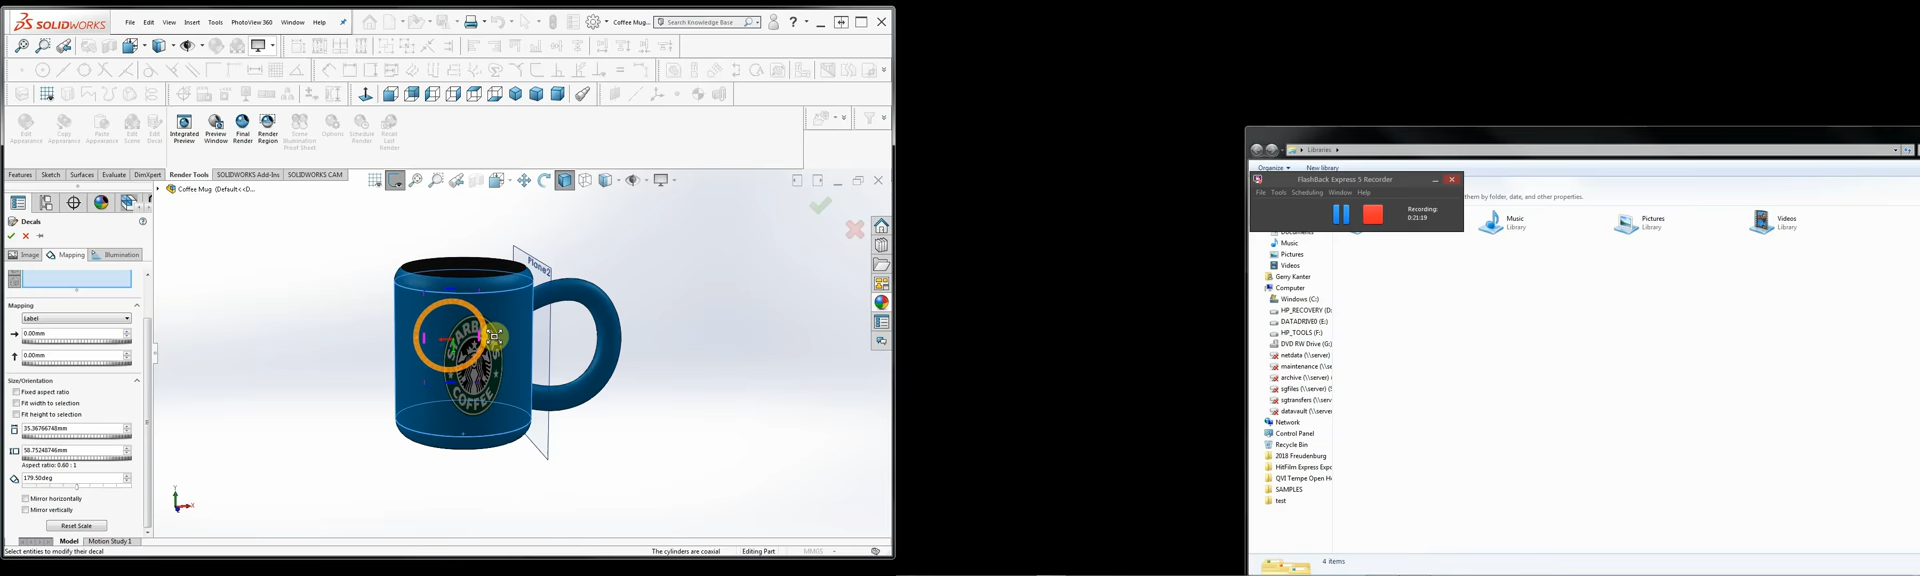 SOLIDWORKS
File Edit View Insert Tools PhotoView 360 Window Help
Coffee Mug...
Search Knowledge Base
Edit Appearance
Copy Appearance
Paste Appearance
Edit Scene
Edit Decal
Integrated Preview
Preview Window
Final Render
Render Region
Scene Illumination Proof Sheet
Options
Schedule Render
Recall Last Render
Features Sketch Surfaces Evaluate DimXpert Render Tools SOLIDWORKS Add-Ins SOLIDWORKS CAM
Coffee Mug (Default<<D...
Decals
Image Mapping Illumination
Mapping
Label
0.00mm
0.00mm
Size/Orientation
Fixed aspect ratio
Fit width to selection
Fit height to selection
35.36766748mm
58.75248746mm
Aspect ratio: 0.60 : 1
179.50deg
Mirror horizontally
Mirror vertically
Reset Scale
Model Motion Study 1
Select entities to modify their decal
The cylinders are coaxial
Editing Part
MMGS
Plane2
COFFEE
Y
X
Libraries
Organize New library
FlashBack Express 5 Recorder
File Tools Scheduling Window Help
Recording:
0:21:19
them by folder, date, and other properties.
Music
Library
Pictures
Library
Videos
Library
Documents
Music
Pictures
Videos
Gerry Kanter
Computer
Windows (C:)
HP_RECOVERY (D:
DATADRIVE0 (E:)
HP_TOOLS (F:)
DVD RW Drive (G:)
netdata (\\server)
maintenance (\\
archive (\\server)
sgfiles (\\server) (S
sgtransfers (\\serv
datavault (\\serve
Network
Control Panel
Recycle Bin
2018 Freudenburg
HitFilm Express Expo
QVI Tempe Open Ho
SAMPLES
test
4 items